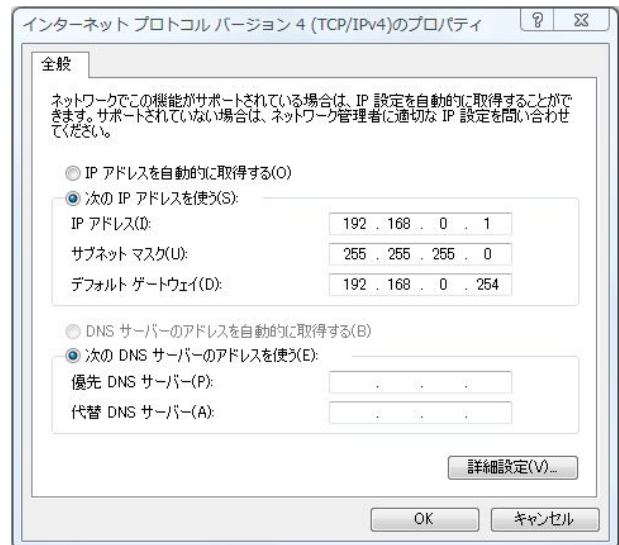 インターネット プロトコル バージョン 4 (TCP/IPv4)のプロパティ
全般
ネットワークでこの機能がサポートされている場合は、IP 設定を自動的に取得することがで
きます。サポートされていない場合は、ネットワーク管理者に適切な IP 設定を問い合わせ
てください。
IP アドレスを自動的に取得する(O)
次の IP アドレスを使う(S):
IP アドレス(I): 192 . 168 . 0 . 1
サブネット マスク(U): 255 . 255 . 255 . 0
デフォルト ゲートウェイ(D): 192 . 168 . 0 . 254
DNS サーバーのアドレスを自動的に取得する(B)
次の DNS サーバーのアドレスを使う(E):
優先 DNS サーバー(P): . . .
代替 DNS サーバー(A): . . .
詳細設定(V)...
OK キャンセル